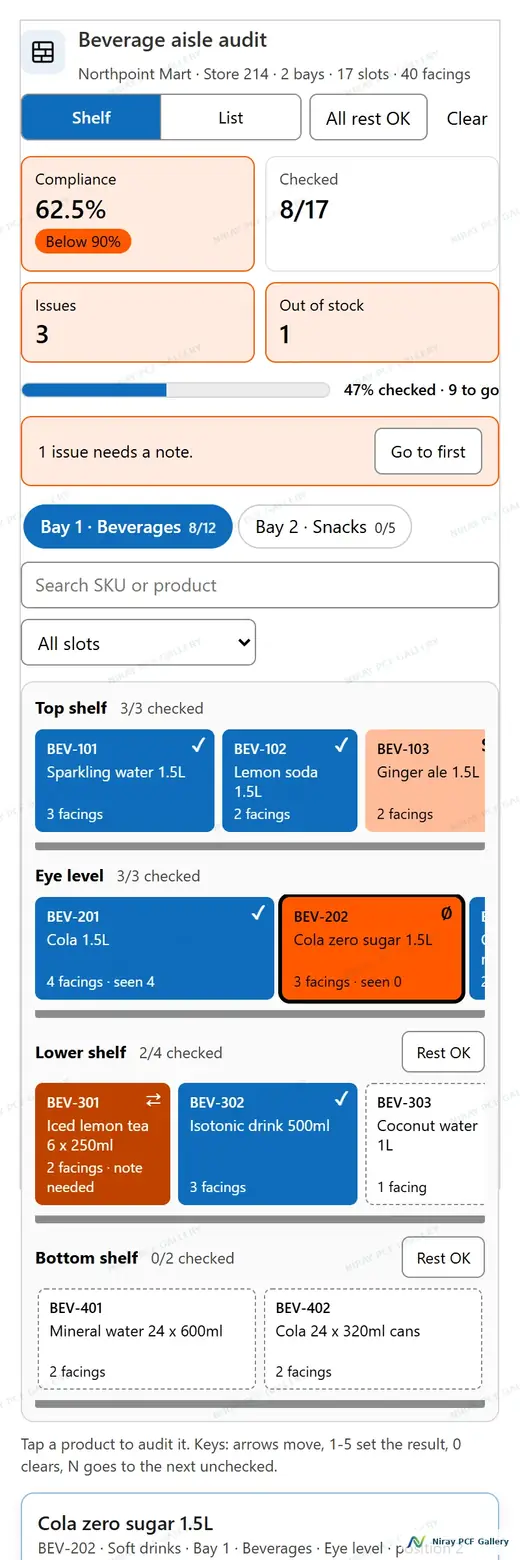 Beverage aisle audit
Northpoint Mart · Store 214 · 2 bays · 17 slots · 40 facings
Shelf
List
All rest OK
Clear
Compliance
62.5%
Below 90%
Checked
8/17
Issues
3
Out of stock
1
47% checked · 9 to go
1 issue needs a note.
Go to first
Bay 1 · Beverages 8/12
Bay 2 · Snacks 0/5
Search SKU or product
All slots
Top shelf 3/3 checked
BEV-101
Sparkling water 1.5L
3 facings
BEV-102
Lemon soda
1.5L
2 facings
BEV-103
Ginger ale 1.5L
2 facings
Eye level 3/3 checked
BEV-201
Cola 1.5L
4 facings · seen 4
BEV-202
Cola zero sugar 1.5L
3 facings · seen 0
Lower shelf 2/4 checked
Rest OK
BEV-301
Iced lemon tea
6 x 250ml
2 facings · note
needed
BEV-302
Isotonic drink 500ml
3 facings
BEV-303
Coconut water
1L
1 facing
Bottom shelf 0/2 checked
Rest OK
BEV-401
Mineral water 24 x 600ml
2 facings
BEV-402
Cola 24 x 320ml cans
2 facings
Tap a product to audit it. Keys: arrows move, 1-5 set the result, 0
clears, N goes to the next unchecked.
Cola zero sugar 1.5L
BEV-202 · Soft drinks · Bay 1 · Beverages · Eye level · position 2
Niray PCF Gallery